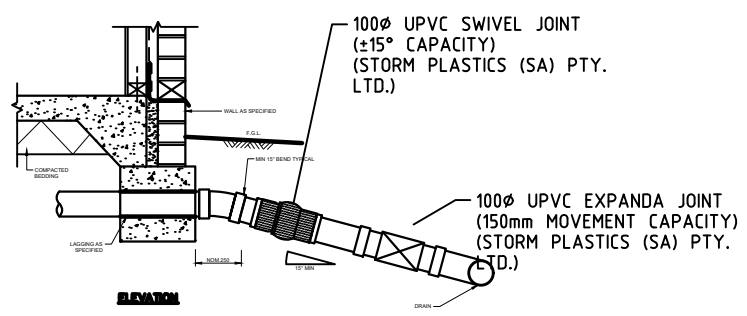 100Ø UPVC SWIVEL JOINT
(±15° CAPACITY)
(STORM PLASTICS (SA) PTY.
LTD.)
WALL AS SPECIFIED
F.G.L.
MIN 15° BEND TYPICAL
COMPACTED
BEDDING
100Ø UPVC EXPANDA JOINT
(150mm MOVEMENT CAPACITY)
(STORM PLASTICS (SA) PTY.
LTD.)
LAGGING AS
SPECIFIED
NOM.250
15° MIN
ELEVATION
DRAIN